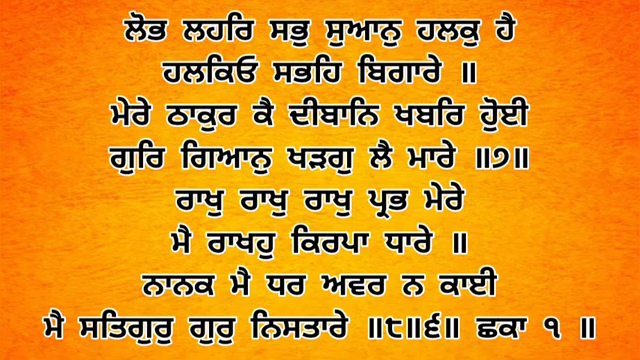 ਲੋਭ ਲਹਰਿ ਸਭੁ ਸੁਆਨੁ ਹਲਕੁ ਹੈ
ਹਲਕਿਓ ਸਭਹਿ ਬਿਗਾਰੇ ॥
ਮੇਰੇ ਠਾਕੁਰ ਕੈ ਦੀਬਾਨਿ ਖਬਰਿ ਹੋੁਈ
ਗੁਰਿ ਗਿਆਨੁ ਖੜਗੁ ਲੈ ਮਾਰੇ ॥੭॥
ਰਾਖੁ ਰਾਖੁ ਰਾਖੁ ਪ੍ਰਭ ਮੇਰੇ
ਮੈ ਰਾਖਹੁ ਕਿਰਪਾ ਧਾਰੇ ॥
ਨਾਨਕ ਮੈ ਧਰ ਅਵਰ ਨ ਕਾਈ
ਮੈ ਸਤਿਗੁਰੁ ਗੁਰੁ ਨਿਸਤਾਰੇ ॥੮॥੬॥ ਛਕਾ ੧ ॥